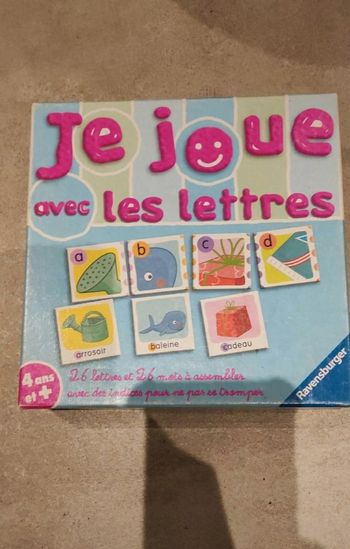 Je joue
avec les lettres
a b c d
arrosoir baleine cadeau
4 ans
et +
26 lettres et 26 mots à assembler
avec des indices pour ne pas se tromper
Ravensburger